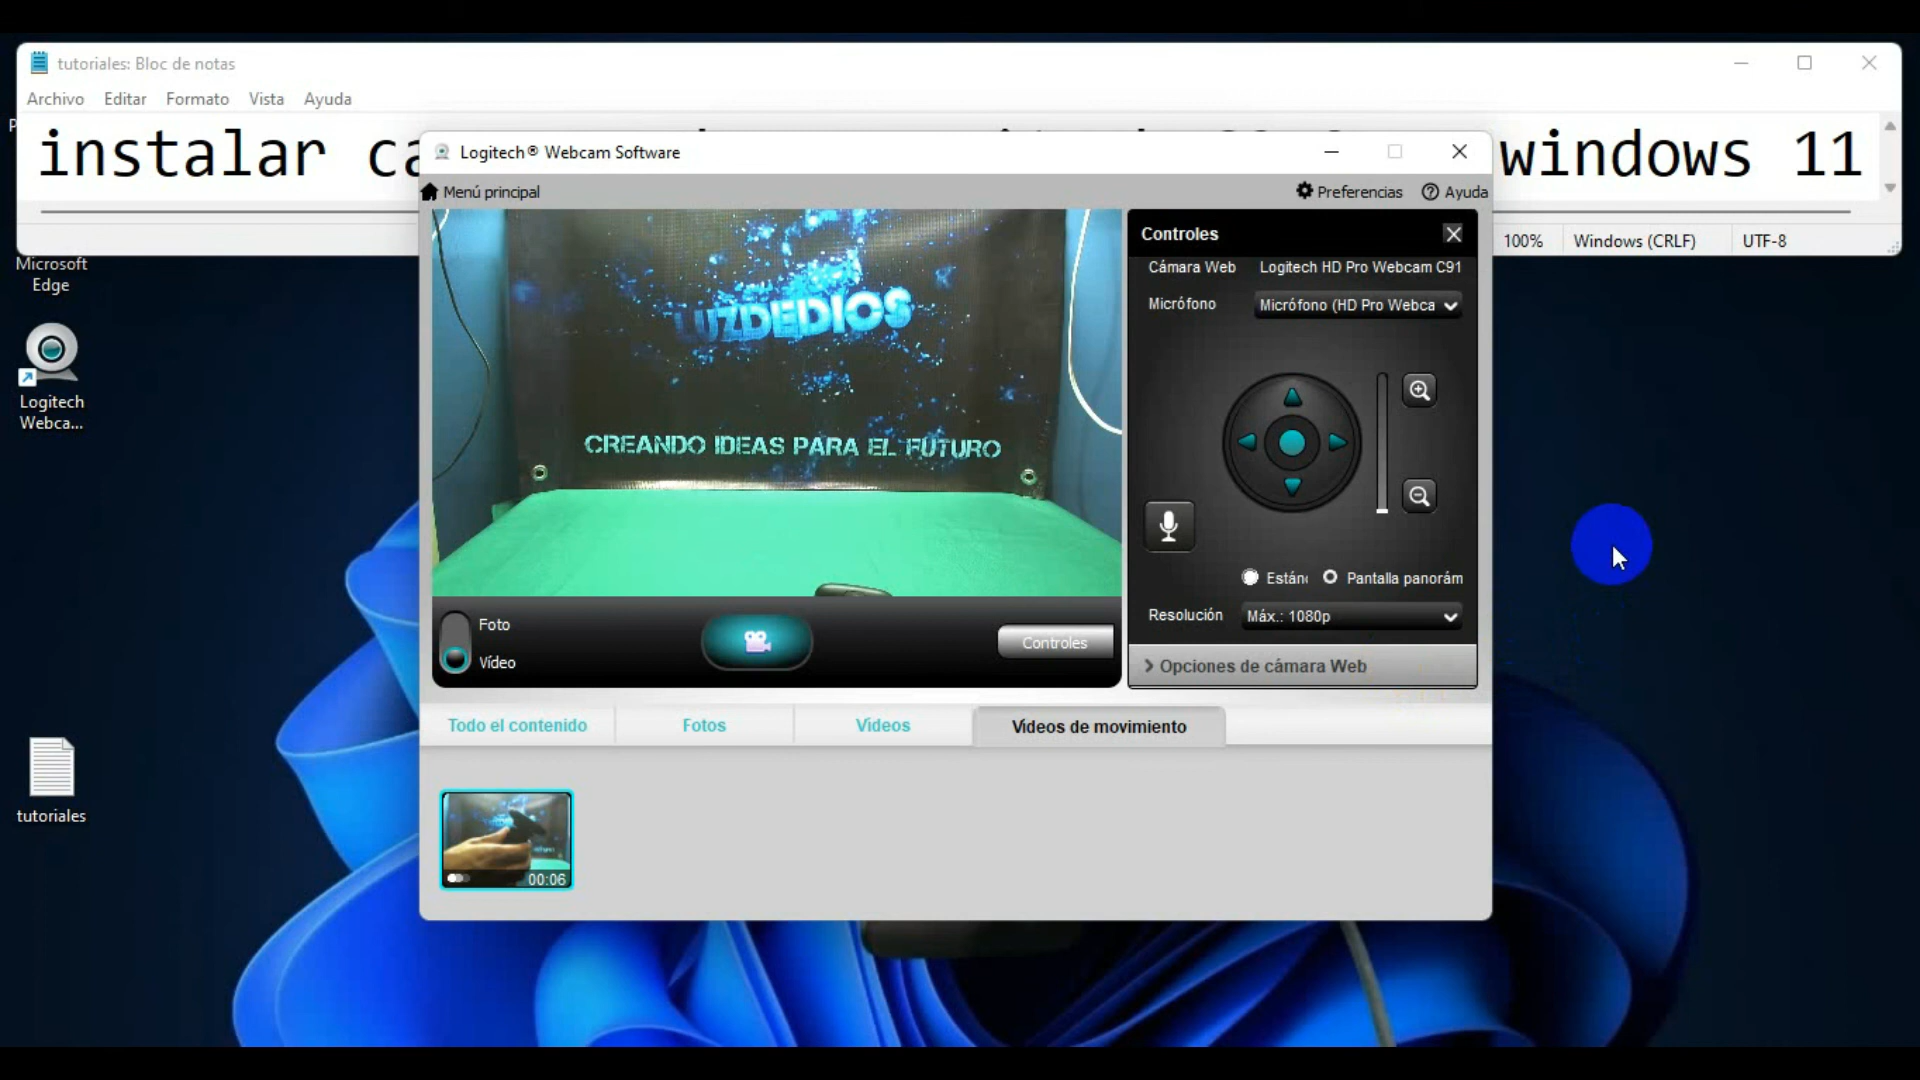 tutoriales: Bloc de notas
Archivo Editar Formato Vista Ayuda
instalar
windows 11
100% Windows (CRLF) UTF-8
Microsoft
Edge
Logitech
Webca...
tutoriales
Logitech® Webcam Software
Menú principal
Preferencias Ayuda
LUZDEDIOS
CREANDO IDEAS PARA EL FUTURO
Foto
Vídeo
Controles
Controles
Cámara Web Logitech HD Pro Webcam C91
Micrófono Micrófono (HD Pro Webca
Están Pantalla panorám
Resolución Máx.: 1080p
Opciones de cámara Web
Todo el contenido Fotos Vídeos Vídeos de movimiento
00:06